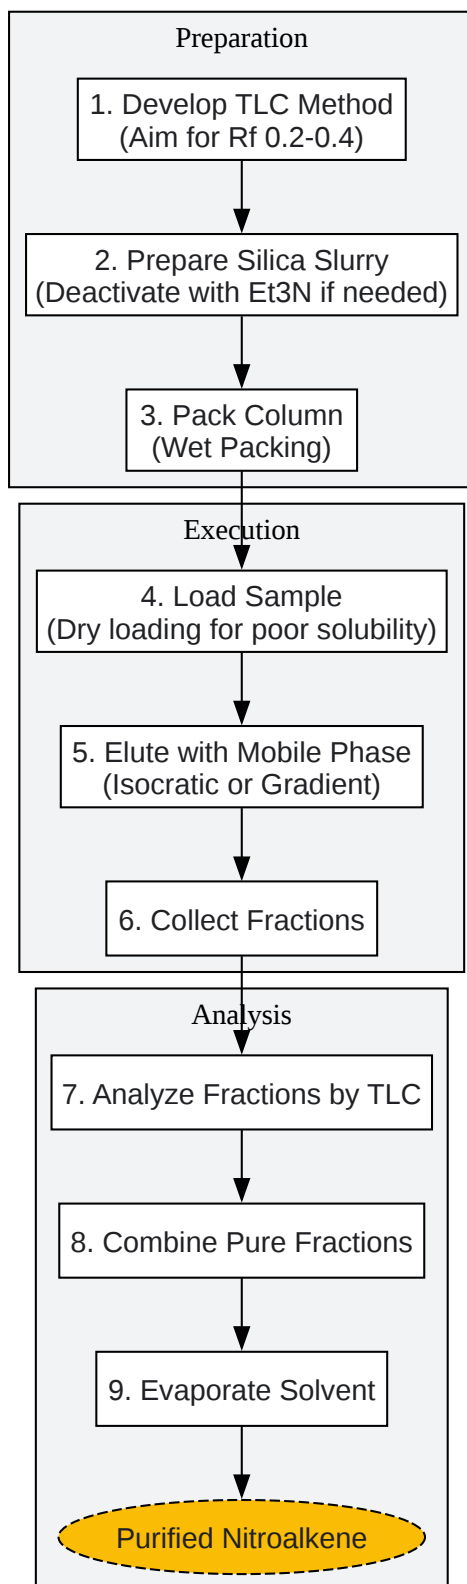 Preparation
1. Develop TLC Method
(Aim for Rf 0.2-0.4)
2. Prepare Silica Slurry
(Deactivate with Et3N if needed)
3. Pack Column
(Wet Packing)
Execution
4. Load Sample
(Dry loading for poor solubility)
5. Elute with Mobile Phase
(Isocratic or Gradient)
6. Collect Fractions
Analysis
7. Analyze Fractions by TLC
8. Combine Pure Fractions
9. Evaporate Solvent
Purified Nitroalkene